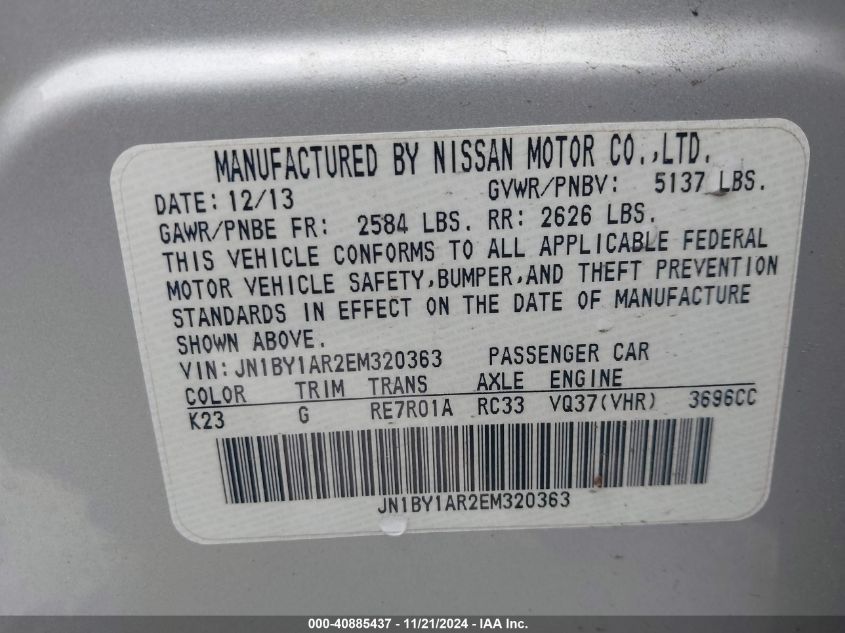 MANUFACTURED BY NISSAN MOTOR CO.,LTD.
DATE: 12/13 GVWR/PNBV: 5137 LBS.
GAWR/PNBE FR: 2584 LBS. RR: 2626 LBS.
THIS VEHICLE CONFORMS TO ALL APPLICABLE FEDERAL
MOTOR VEHICLE SAFETY,BUMPER,AND THEFT PREVENTION
STANDARDS IN EFFECT ON THE DATE OF MANUFACTURE
SHOWN ABOVE.
VIN: JN1BY1AR2EM320363 PASSENGER CAR
COLOR TRIM TRANS AXLE ENGINE
K23 G RE7R01A RC33 VQ37(VHR) 3696CC
JN1BY1AR2EM320363
000-40885437 - 11/21/2024 - IAA Inc.